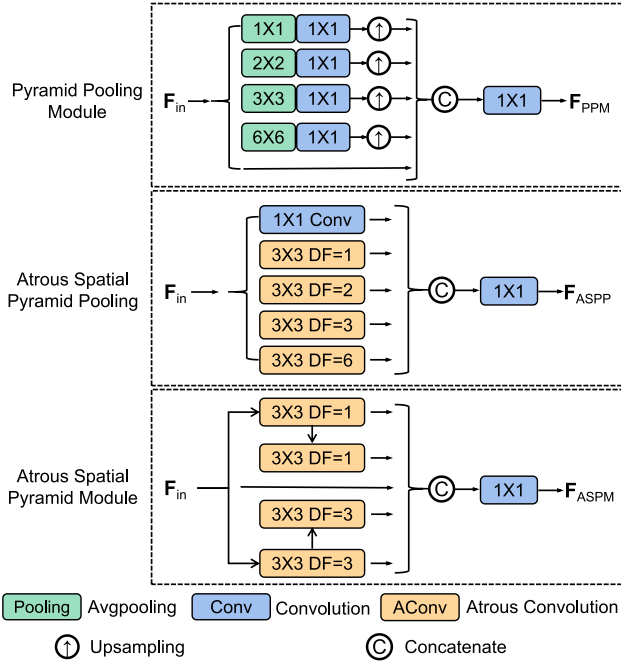 1X1 1X1 ↑
2X2 1X1 ↑
Pyramid Pooling
Module
F_in
3X3 1X1 ↑
C
1X1
F_PPM
6X6 1X1 ↑
1X1 Conv
3X3 DF=1
Atrous Spatial
Pyramid Pooling
F_in
3X3 DF=2
C
1X1
F_ASPP
3X3 DF=3
3X3 DF=6
3X3 DF=1
3X3 DF=1
Atrous Spatial
Pyramid Module
F_in
C
1X1
F_ASPM
3X3 DF=3
3X3 DF=3
Pooling Avgpooling Conv Convolution AConv Atrous Convolution
↑ Upsampling C Concatenate